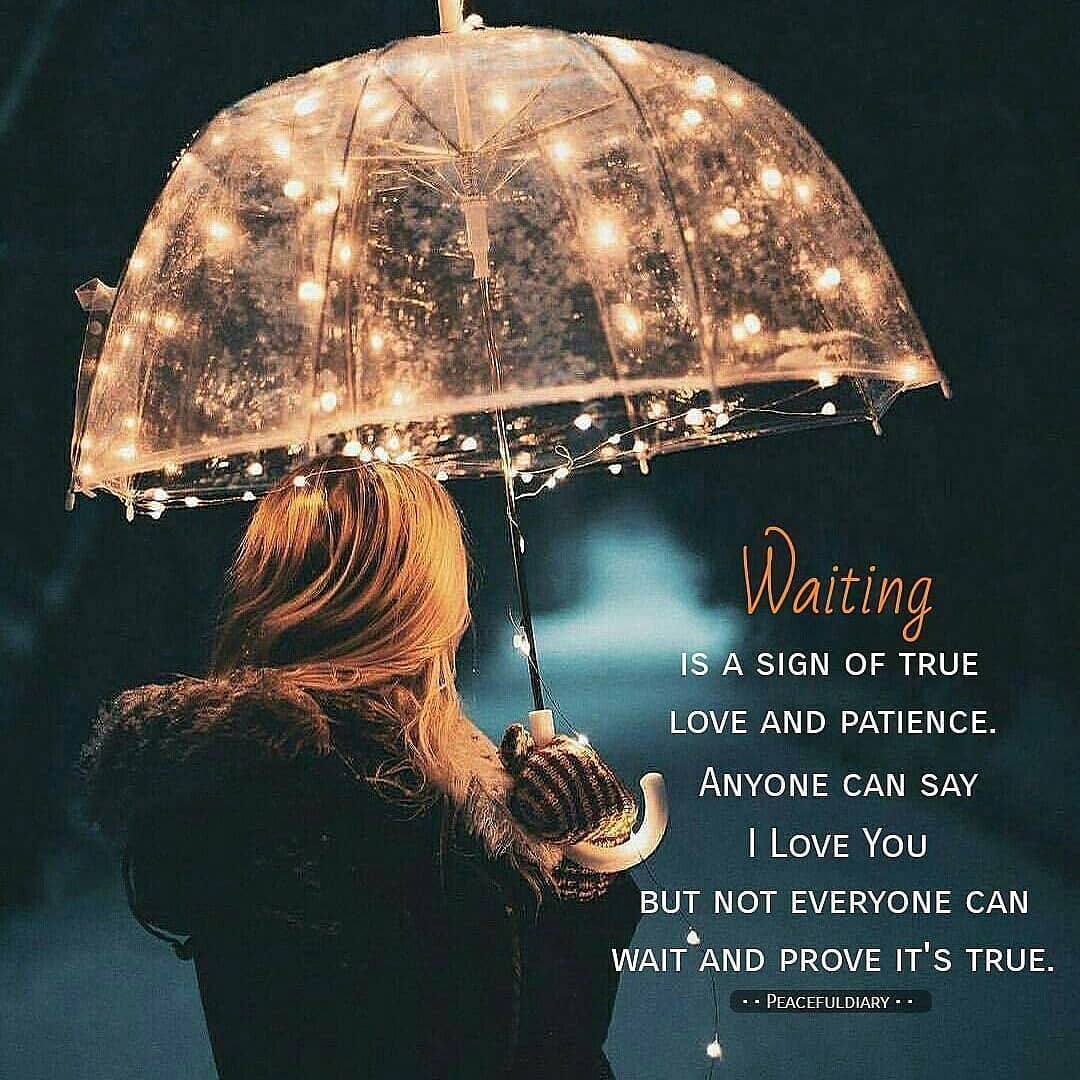 Waiting
IS A SIGN OF TRUE
LOVE AND PATIENCE.
ANYONE CAN SAY
I LOVE YOU
BUT NOT EVERYONE CAN
WAIT AND PROVE IT'S TRUE.
•• PEACEFULDIARY ••